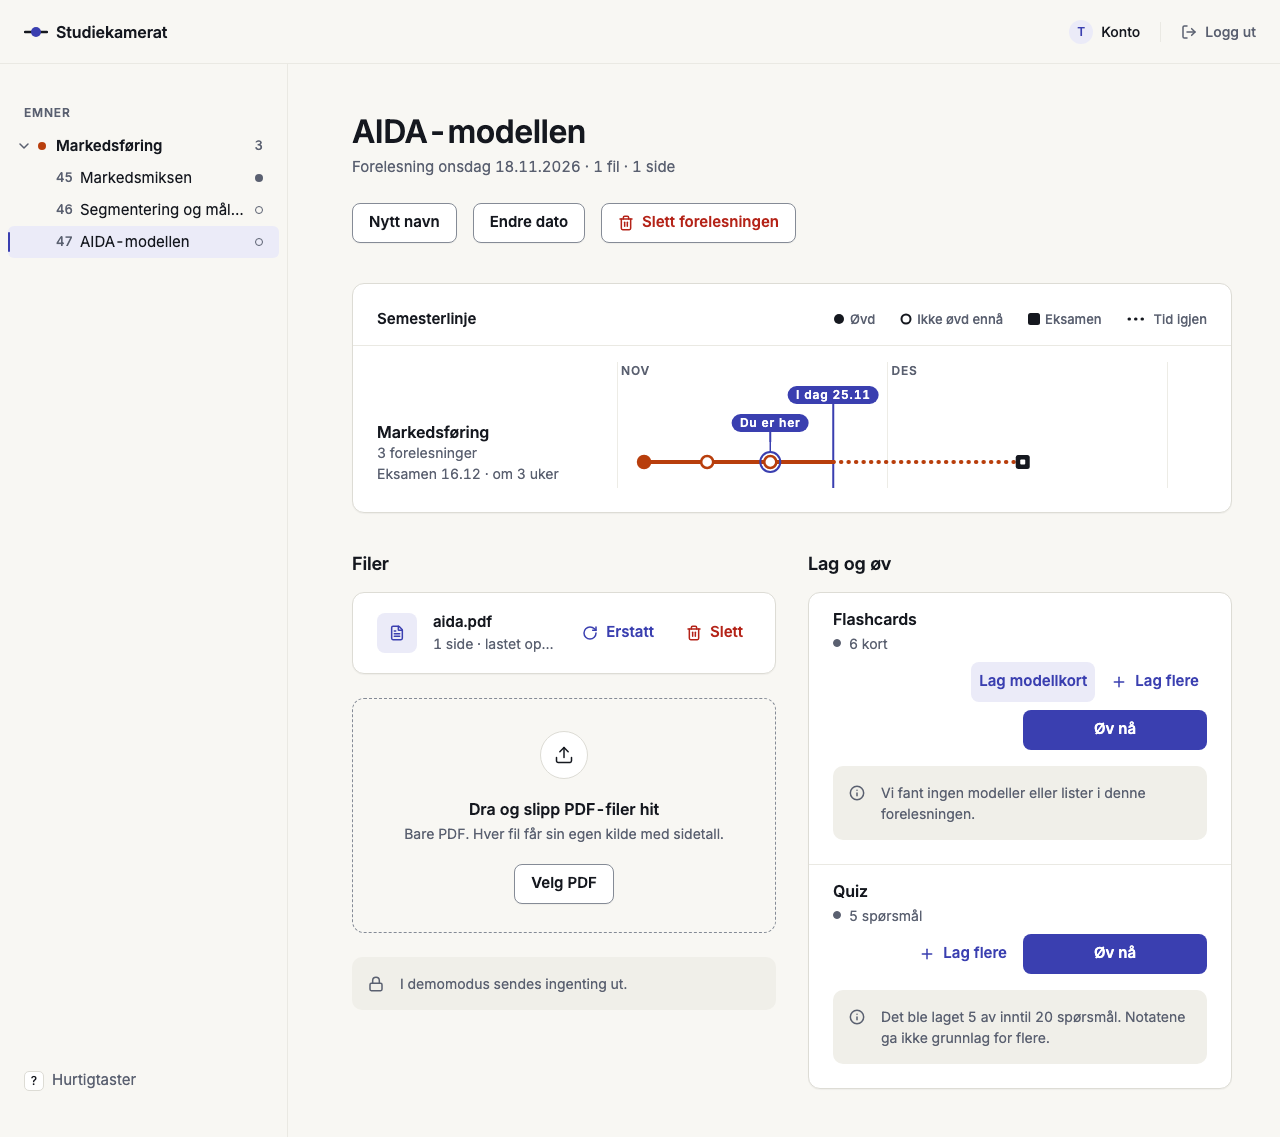 Studiekamerat
T Konto
Logg ut
EMNER
Markedsføring 3
45 Markedsmiksen
46 Segmentering og mål...
47 AIDA-modellen
? Hurtigtaster
AIDA-modellen
Forelesning onsdag 18.11.2026 · 1 fil · 1 side
Nytt navn
Endre dato
Slett forelesningen
Semesterlinje
Øvd
Ikke øvd ennå
Eksamen
Tid igjen
NOV
DES
I dag 25.11
Du er her
Markedsføring
3 forelesninger
Eksamen 16.12 · om 3 uker
Filer
aida.pdf
1 side · lastet op...
Erstatt
Slett
Dra og slipp PDF-filer hit
Bare PDF. Hver fil får sin egen kilde med sidetall.
Velg PDF
I demomodus sendes ingenting ut.
Lag og øv
Flashcards
6 kort
Lag modellkort
Lag flere
Øv nå
Vi fant ingen modeller eller lister i denne
forelesningen.
Quiz
5 spørsmål
Lag flere
Øv nå
Det ble laget 5 av inntil 20 spørsmål. Notatene
ga ikke grunnlag for flere.